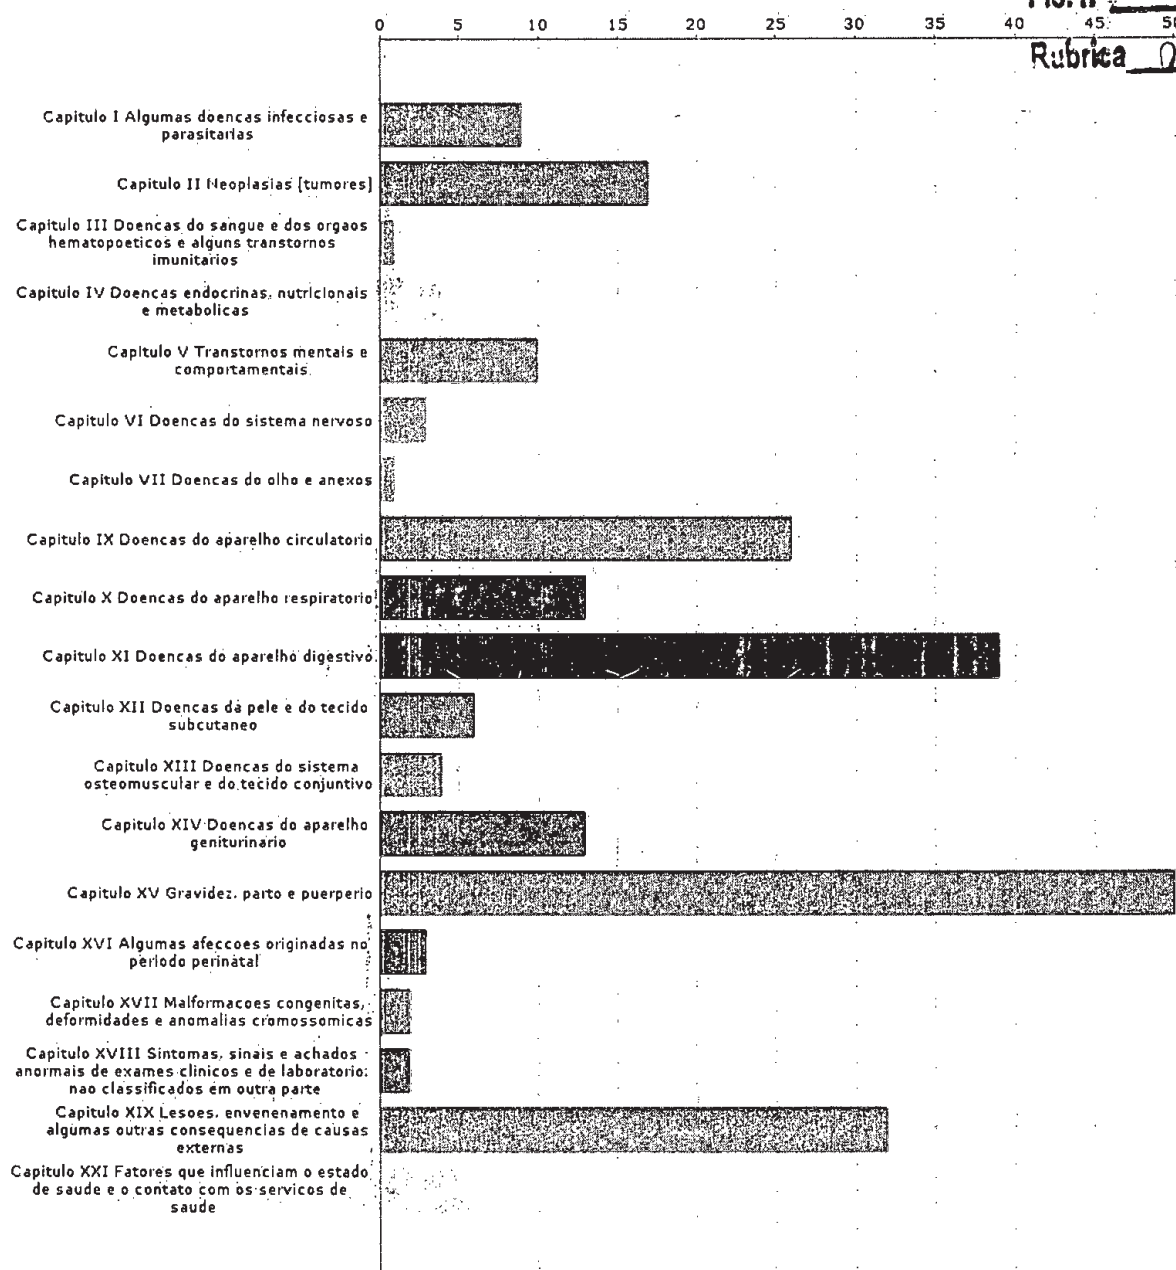 0 5 10 15 20 25 30 35 40 45 50
Rubrica
Capitulo I Algumas doencas infecciosas e
parasitarias
Capitulo II Neoplasias [tumores]
Capitulo III Doencas do sangue e dos orgaos
hematopoeticos e alguns transtornos
imunitarios
Capitulo IV Doencas endocrinas, nutricionais
e metabolicas
Capitulo V Transtornos mentais e
comportamentais
Capitulo VI Doencas do sistema nervoso
Capitulo VII Doencas do olho e anexos
Capitulo IX Doencas do aparelho circulatorio
Capitulo X Doencas do aparelho respiratorio
Capitulo XI Doencas do aparelho digestivo
Capitulo XII Doencas da pele e do tecido
subcutaneo
Capitulo XIII Doencas do sistema
osteomuscular e do tecido conjuntivo
Capitulo XIV Doencas do aparelho
geniturinario
Capitulo XV Gravidez, parto e puerperio
Capitulo XVI Algumas afeccoes originadas no
periodo perinatal
Capitulo XVII Malformacoes congenitas,
deformidades e anomalias cromossomicas
Capitulo XVIII Sintomas, sinais e achados
anormais de exames clinicos e de laboratorio,
nao classificados em outra parte
Capitulo XIX Lesoes, envenenamento e
algumas outras consequencias de causas
externas
Capitulo XXI Fatores que influenciam o estado
de saude e o contato com os servicos de
saude